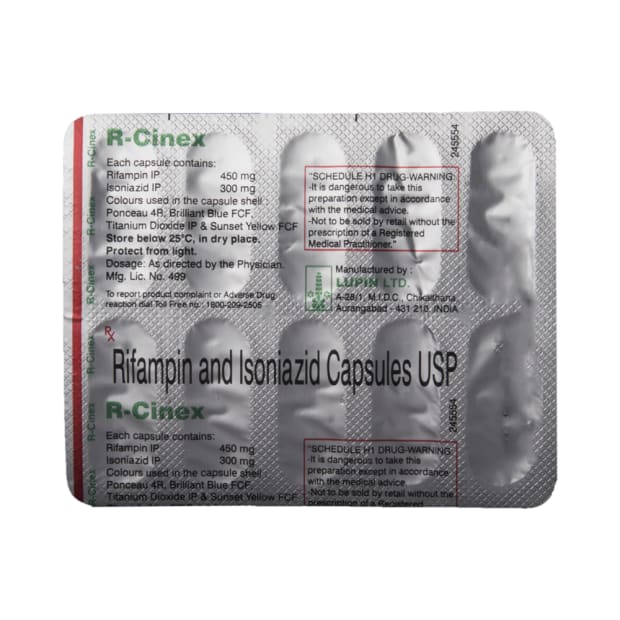 R-Cinex
Each capsule contains:
Rifampin IP 450 mg
Isoniazid IP 300 mg
Colours used in the capsule shell
Ponceau 4R, Brilliant Blue FCF,
Titanium Dioxide IP & Sunset Yellow FCF
Store below 25°C, in dry place.
Protect from light.
Dosage: As directed by the Physician.
Mfg. Lic. No. 499
To report product complaint or Adverse Drug
reaction dial Toll Free no.: 1800-209-2505
"SCHEDULE H1 DRUG-WARNING
-It is dangerous to take this
preparation except in accordance
with the medical advice.
-Not to be sold by retail without the
prescription of a Registered
Medical Practitioner."
Manufactured by :
LUPIN LTD.
A-28/1, M.I.D.C., Chikalthana,
Aurangabad - 431 210. INDIA
245554
R-Cinex
R-Cinex
R-Cinex
R-Cinex
R-Cinex
Rx
Rifampin and Isoniazid Capsules USP
R-Cinex
Each capsule contains:
Rifampin IP 450 mg
Isoniazid IP 300 mg
Colours used in the capsule shell
Ponceau 4R, Brilliant Blue FCF,
Titanium Dioxide IP & Sunset Yellow FCF
"SCHEDULE H1 DRUG-WARNING
-It is dangerous to take this
preparation except in accordance
with the medical advice.
-Not to be sold by retail without the
prescription of a Registered
245554